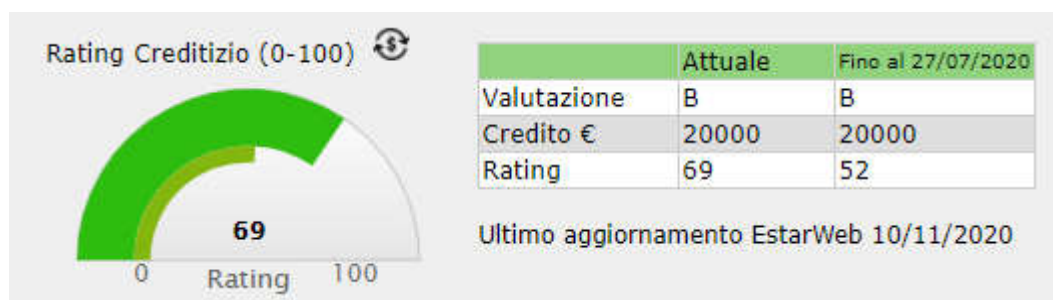 Rating Creditizio (0-100)
69
0 Rating 100
Attuale Fino al 27/07/2020
Valutazione B B
Credito € 20000 20000
Rating 69 52
Ultimo aggiornamento EstarWeb 10/11/2020